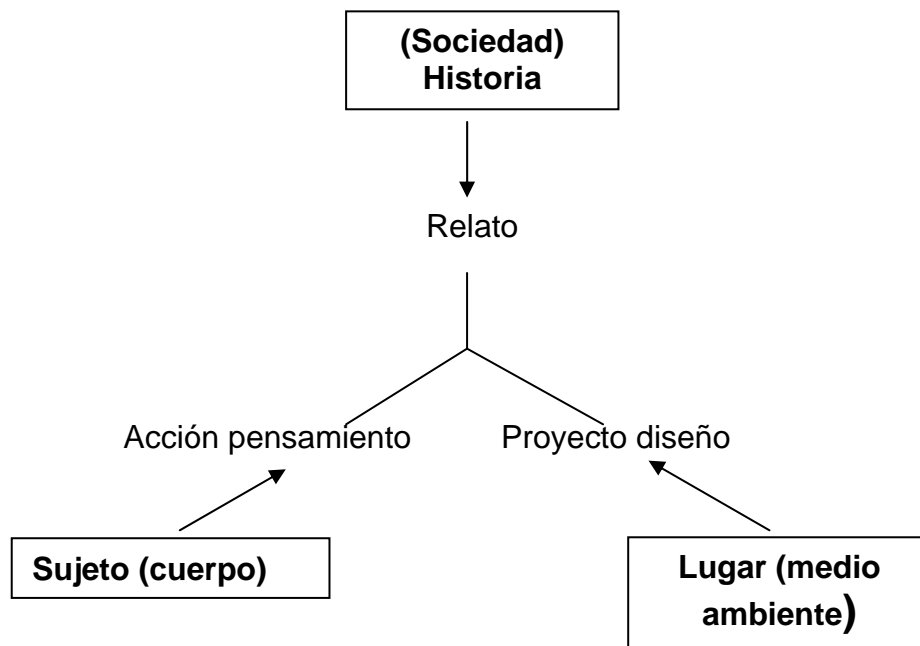 (Sociedad)
Historia
Relato
Acción pensamiento
Proyecto diseño
Sujeto (cuerpo)
Lugar (medio
ambiente)